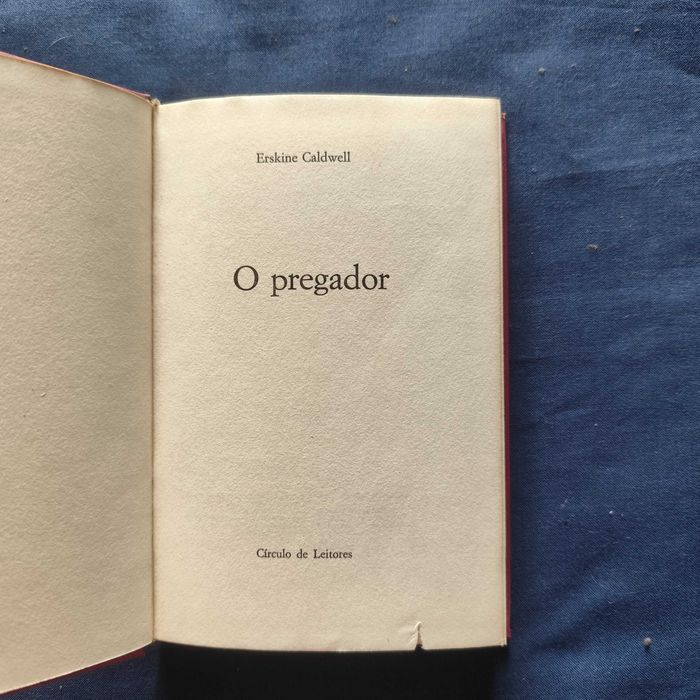 Erskine Caldwell
O pregador
Círculo de Leitores